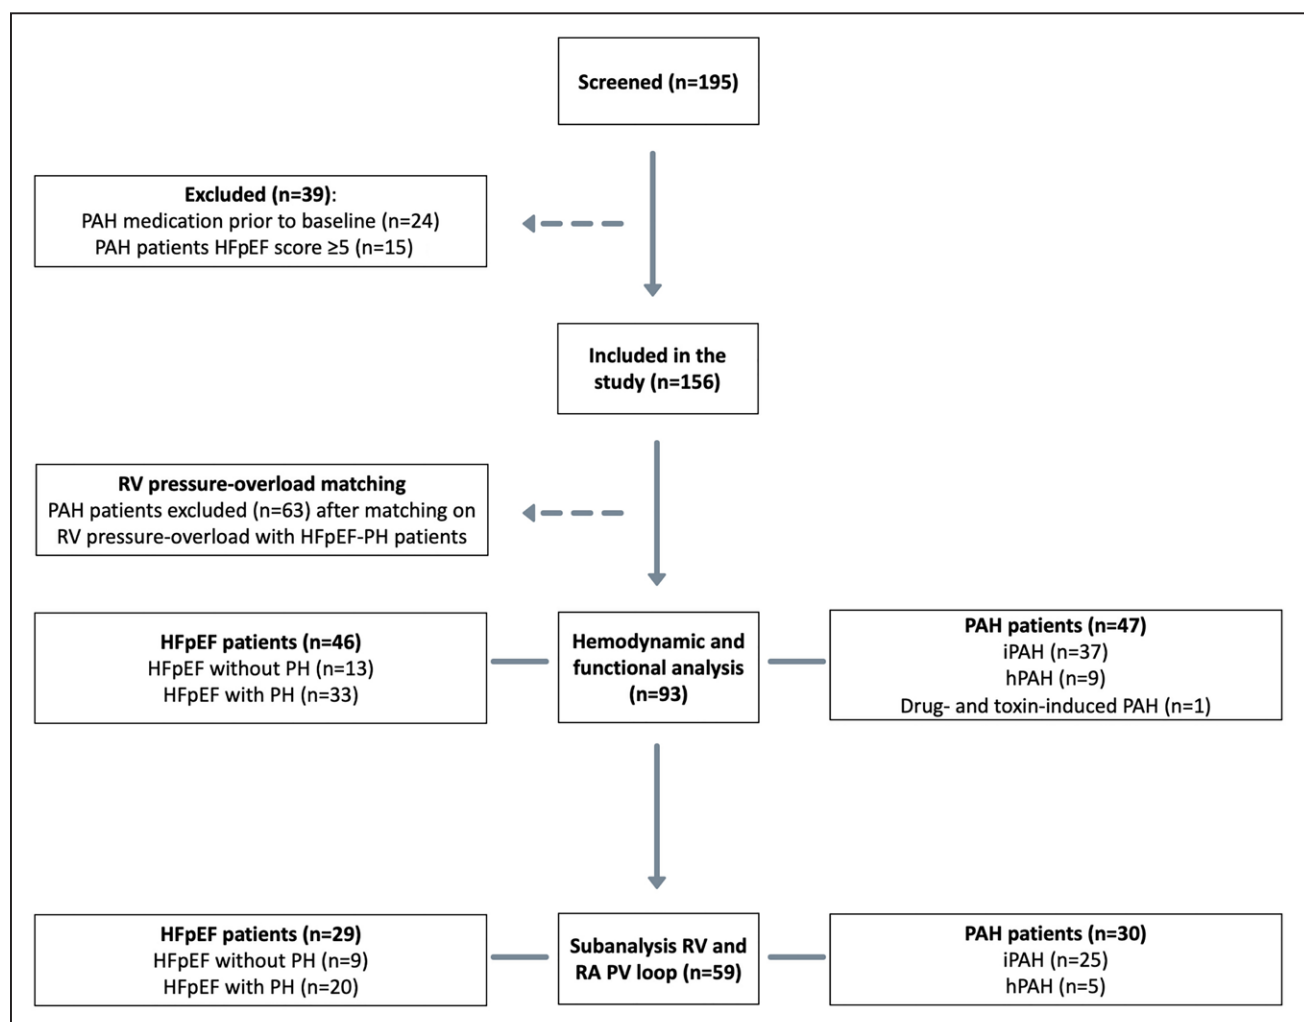 Screened (n=195)
Excluded (n=39):
PAH medication prior to baseline (n=24)
PAH patients HFpEF score ≥5 (n=15)
Included in the
study (n=156)
RV pressure-overload matching
PAH patients excluded (n=63) after matching on
RV pressure-overload with HFpEF-PH patients
HFpEF patients (n=46)
HFpEF without PH (n=13)
HFpEF with PH (n=33)
Hemodynamic and
functional analysis
(n=93)
PAH patients (n=47)
iPAH (n=37)
hPAH (n=9)
Drug- and toxin-induced PAH (n=1)
HFpEF patients (n=29)
HFpEF without PH (n=9)
HFpEF with PH (n=20)
Subanalysis RV and
RA PV loop (n=59)
PAH patients (n=30)
iPAH (n=25)
hPAH (n=5)